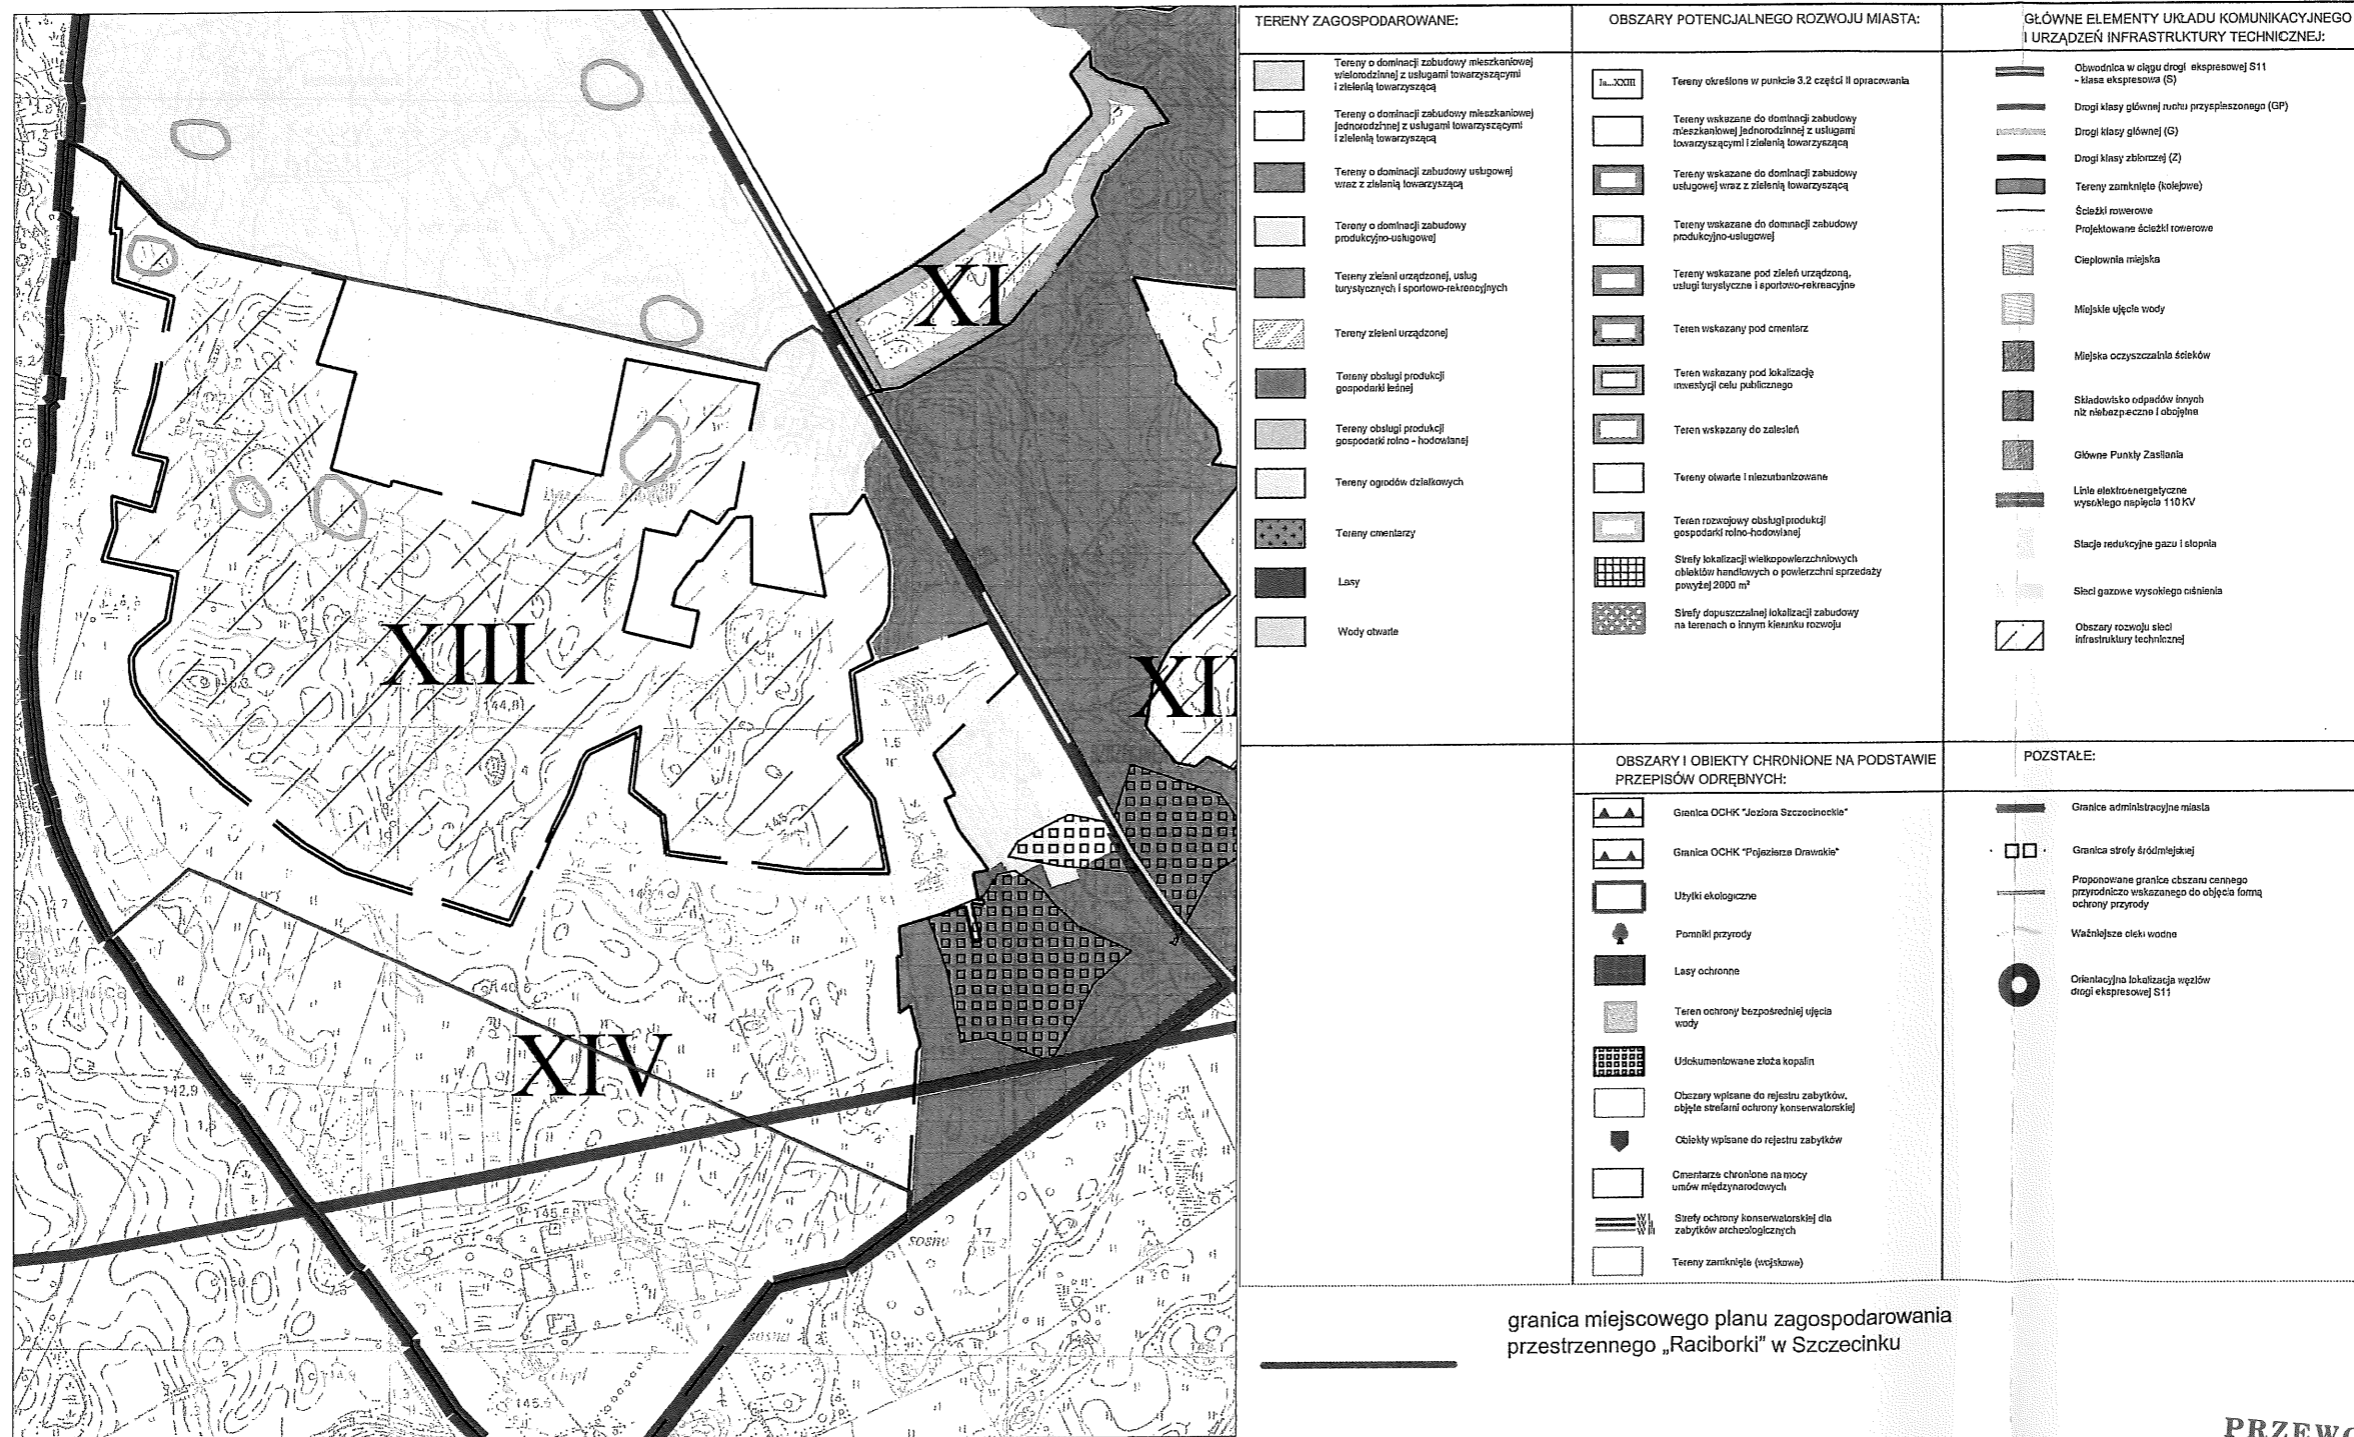 XI
XIII
XII
XIV
144,8
142,9
1,2
1,5
sosna
17
TERENY ZAGOSPODAROWANE:
Tereny o dominacji zabudowy mieszkaniowej
wielorodzinnej z usługami towarzyszącymi
i zielenią towarzyszącą
Tereny o dominacji zabudowy mieszkaniowej
jednorodzinnej z usługami towarzyszącymi
i zielenią towarzyszącą
Tereny o dominacji zabudowy usługowej
wraz z zielenią towarzyszącą
Tereny o dominacji zabudowy
produkcyjno-usługowej
Tereny zieleni urządzonej, usług
turystycznych i sportowo-rekreacyjnych
Tereny zieleni urządzonej
Tereny obsługi produkcji
gospodarki leśnej
Tereny obsługi produkcji
gospodarki rolno - hodowlanej
Tereny ogrodów działkowych
Tereny cmentarzy
Lasy
Wody otwarte
OBSZARY POTENCJALNEGO ROZWOJU MIASTA:
Ia...XXIII
Tereny określone w punkcie 3.2 części II opracowania
Tereny wskazane do dominacji zabudowy
mieszkaniowej jednorodzinnej z usługami
towarzyszącymi i zielenią towarzyszącą
Tereny wskazane do dominacji zabudowy
usługowej wraz z zielenią towarzyszącą
Tereny wskazane do dominacji zabudowy
produkcyjno-usługowej
Tereny wskazane pod zieleń urządzoną,
usługi turystyczne i sportowo-rekreacyjne
Teren wskazany pod cmentarz
Teren wskazany pod lokalizację
inwestycji celu publicznego
Teren wskazany do zalesień
Tereny otwarte i niezurbanizowane
Teren rozwojowy obsługi produkcji
gospodarki rolno-hodowlanej
Strefy lokalizacji wielkopowierzchniowych
obiektów handlowych o powierzchni sprzedaży
powyżej 2000 m²
Strefy dopuszczalnej lokalizacji zabudowy
na terenach o innym kierunku rozwoju
GŁÓWNE ELEMENTY UKŁADU KOMUNIKACYJNEGO
I URZĄDZEŃ INFRASTRUKTURY TECHNICZNEJ:
Obwodnica w ciągu drogi ekspresowej S11
- klasa ekspresowa (S)
Drogi klasy głównej ruchu przyspieszonego (GP)
Drogi klasy głównej (G)
Drogi klasy zbiorczej (Z)
Tereny zamknięte (kolejowe)
Ścieżki rowerowe
Projektowane ścieżki rowerowe
Ciepłownia miejska
Miejskie ujęcie wody
Miejska oczyszczalnia ścieków
Składowisko odpadów innych
niż niebezpieczne i obojętne
Główne Punkty Zasilania
Linie elektroenergetyczne
wysokiego napięcia 110 KV
Stacje redukcyjne gazu I stopnia
Sieci gazowe wysokiego ciśnienia
Obszary rozwoju sieci
infrastruktury technicznej
OBSZARY I OBIEKTY CHRONIONE NA PODSTAWIE
PRZEPISÓW ODRĘBNYCH:
Granica OCHK "Jeziora Szczecineckie"
Granica OCHK "Pojezierze Drawskie"
Użytki ekologiczne
Pomniki przyrody
Lasy ochronne
Teren ochrony bezpośredniej ujęcia
wody
Udokumentowane złoża kopalin
Obszary wpisane do rejestru zabytków,
objęte strefami ochrony konserwatorskiej
Obiekty wpisane do rejestru zabytków
Cmentarze chronione na mocy
umów międzynarodowych
Strefy ochrony konserwatorskiej dla
zabytków archeologicznych
Tereny zamknięte (wojskowe)
POZSTAŁE:
Granice administracyjne miasta
Granica strefy śródmiejskiej
Proponowane granice obszaru cennego
przyrodniczo wskazanego do objęcia formą
ochrony przyrody
Ważniejsze cieki wodne
Orientacyjna lokalizacja węzłów
drogi ekspresowej S11
granica miejscowego planu zagospodarowania
przestrzennego „Raciborki” w Szczecinku